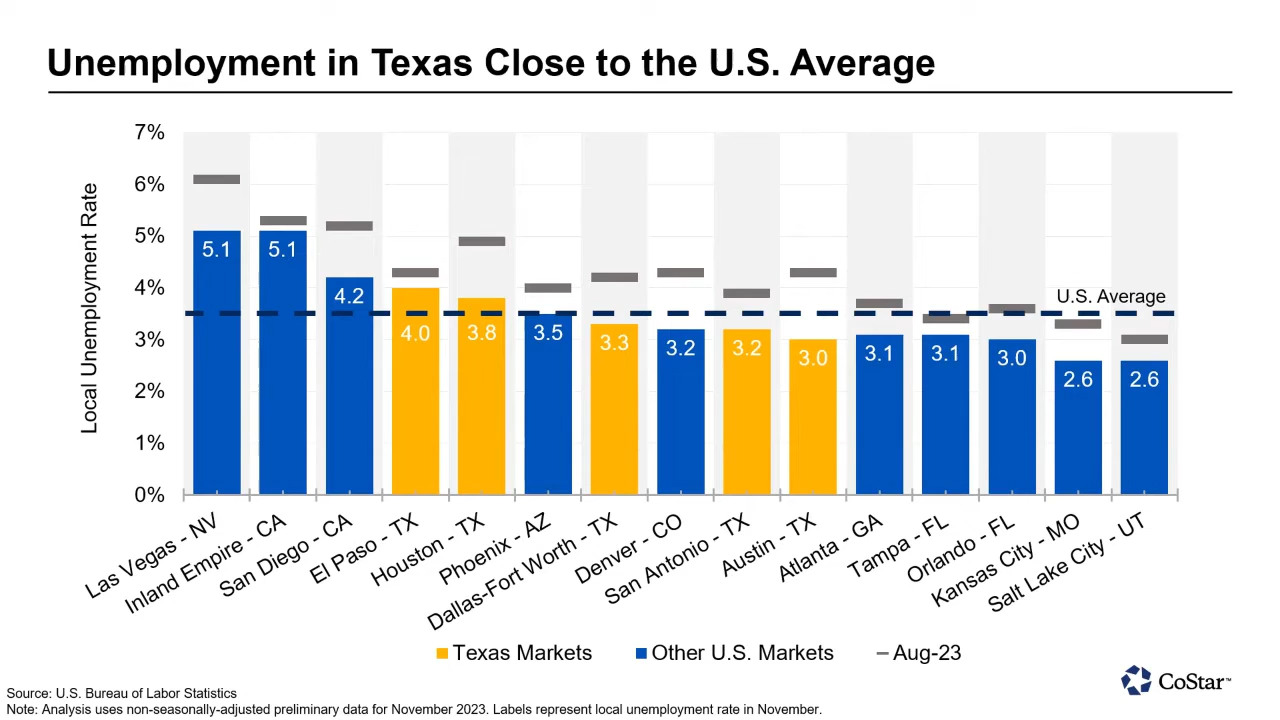 Unemployment in Texas Close to the U.S. Average
Local Unemployment Rate
7%
6%
5%
4%
3%
2%
1%
0%
U.S. Average
5.1
5.1
4.2
4.0
3.8
3.5
3.3
3.2
3.2
3.0
3.1
3.1
3.0
2.6
2.6
Las Vegas - NV
Inland Empire - CA
San Diego - CA
El Paso - TX
Houston - TX
Phoenix - AZ
Dallas-Fort Worth - TX
Denver - CO
San Antonio - TX
Austin - TX
Atlanta - GA
Tampa - FL
Orlando - FL
Kansas City - MO
Salt Lake City - UT
Texas Markets
Other U.S. Markets
Aug-23
CoStar™
Source: U.S. Bureau of Labor Statistics
Note: Analysis uses non-seasonally-adjusted preliminary data for November 2023. Labels represent local unemployment rate in November.